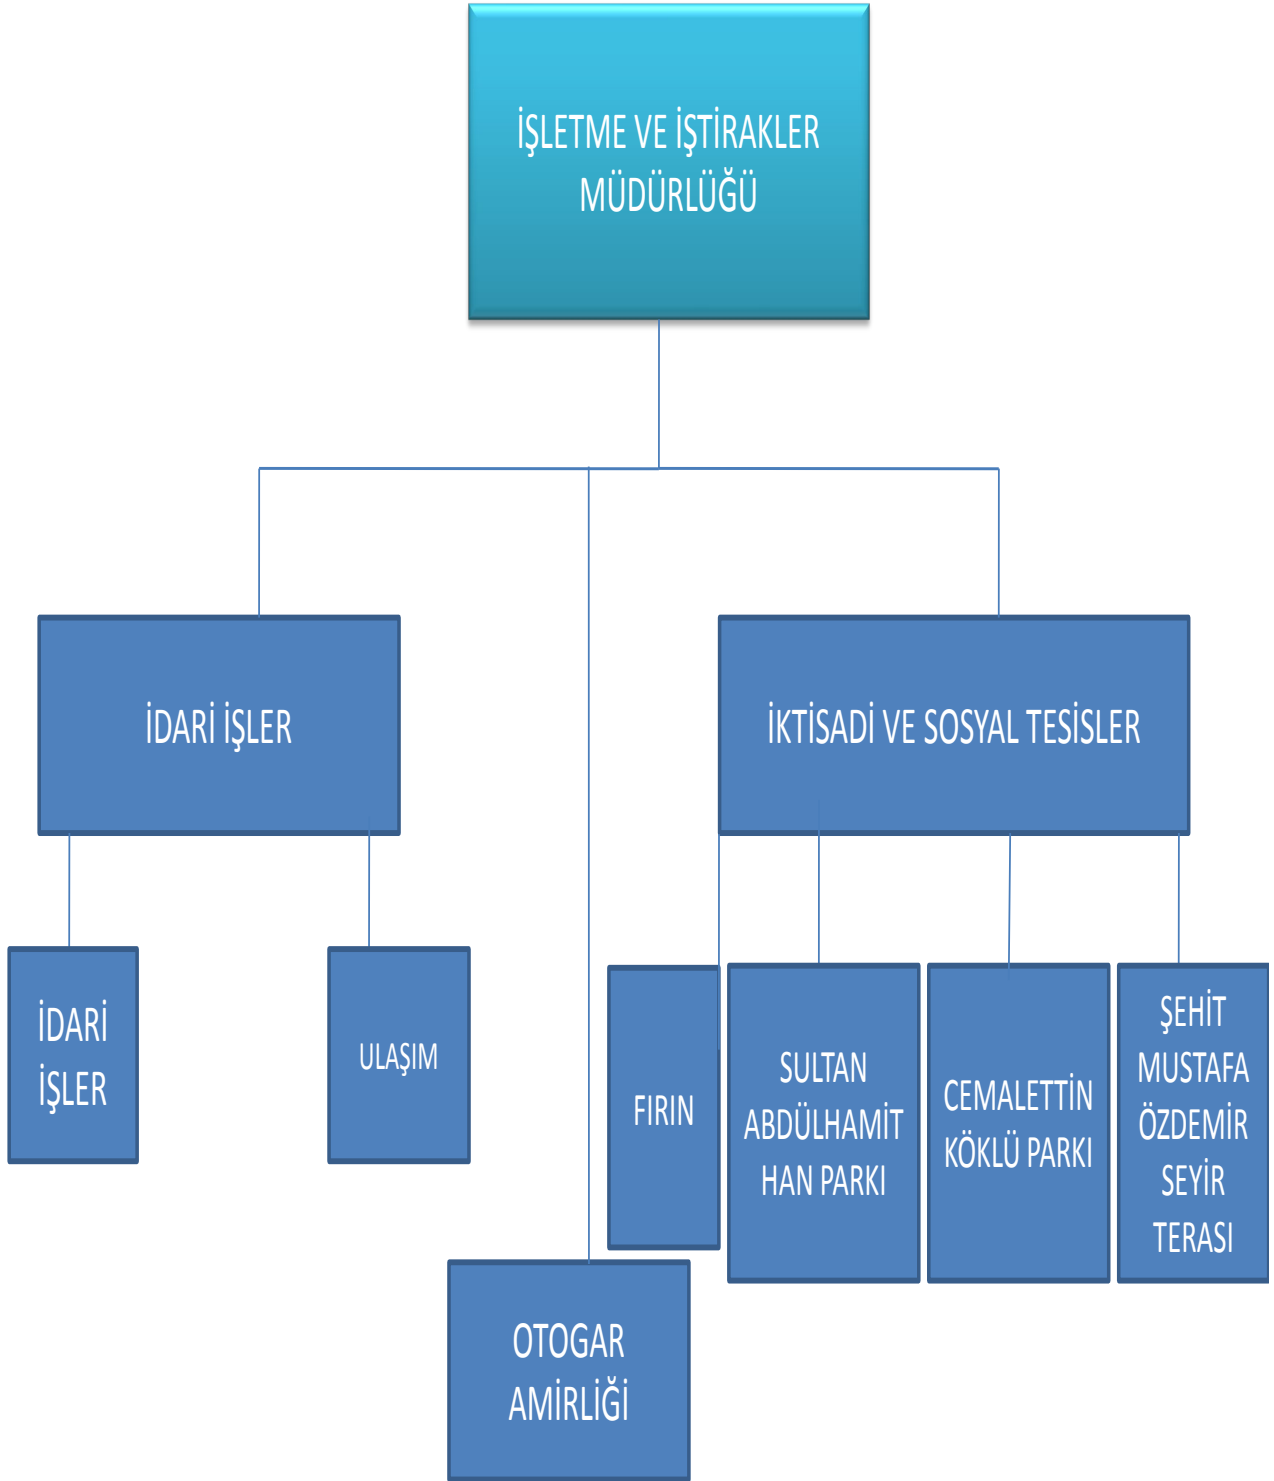 İŞLETME VE İŞTİRAKLER
MÜDÜRLÜĞÜ
İDARİ İŞLER
İKTİSADİ VE SOSYAL TESİSLER
İDARİ
İŞLER
ULAŞIM
FIRIN
SULTAN
ABDÜLHAMİT
HAN PARKI
CEMALETTİN
KÖKLÜ PARKI
ŞEHİT
MUSTAFA
ÖZDEMİR
SEYİR
TERASI
OTOGAR
AMİRLİĞİ